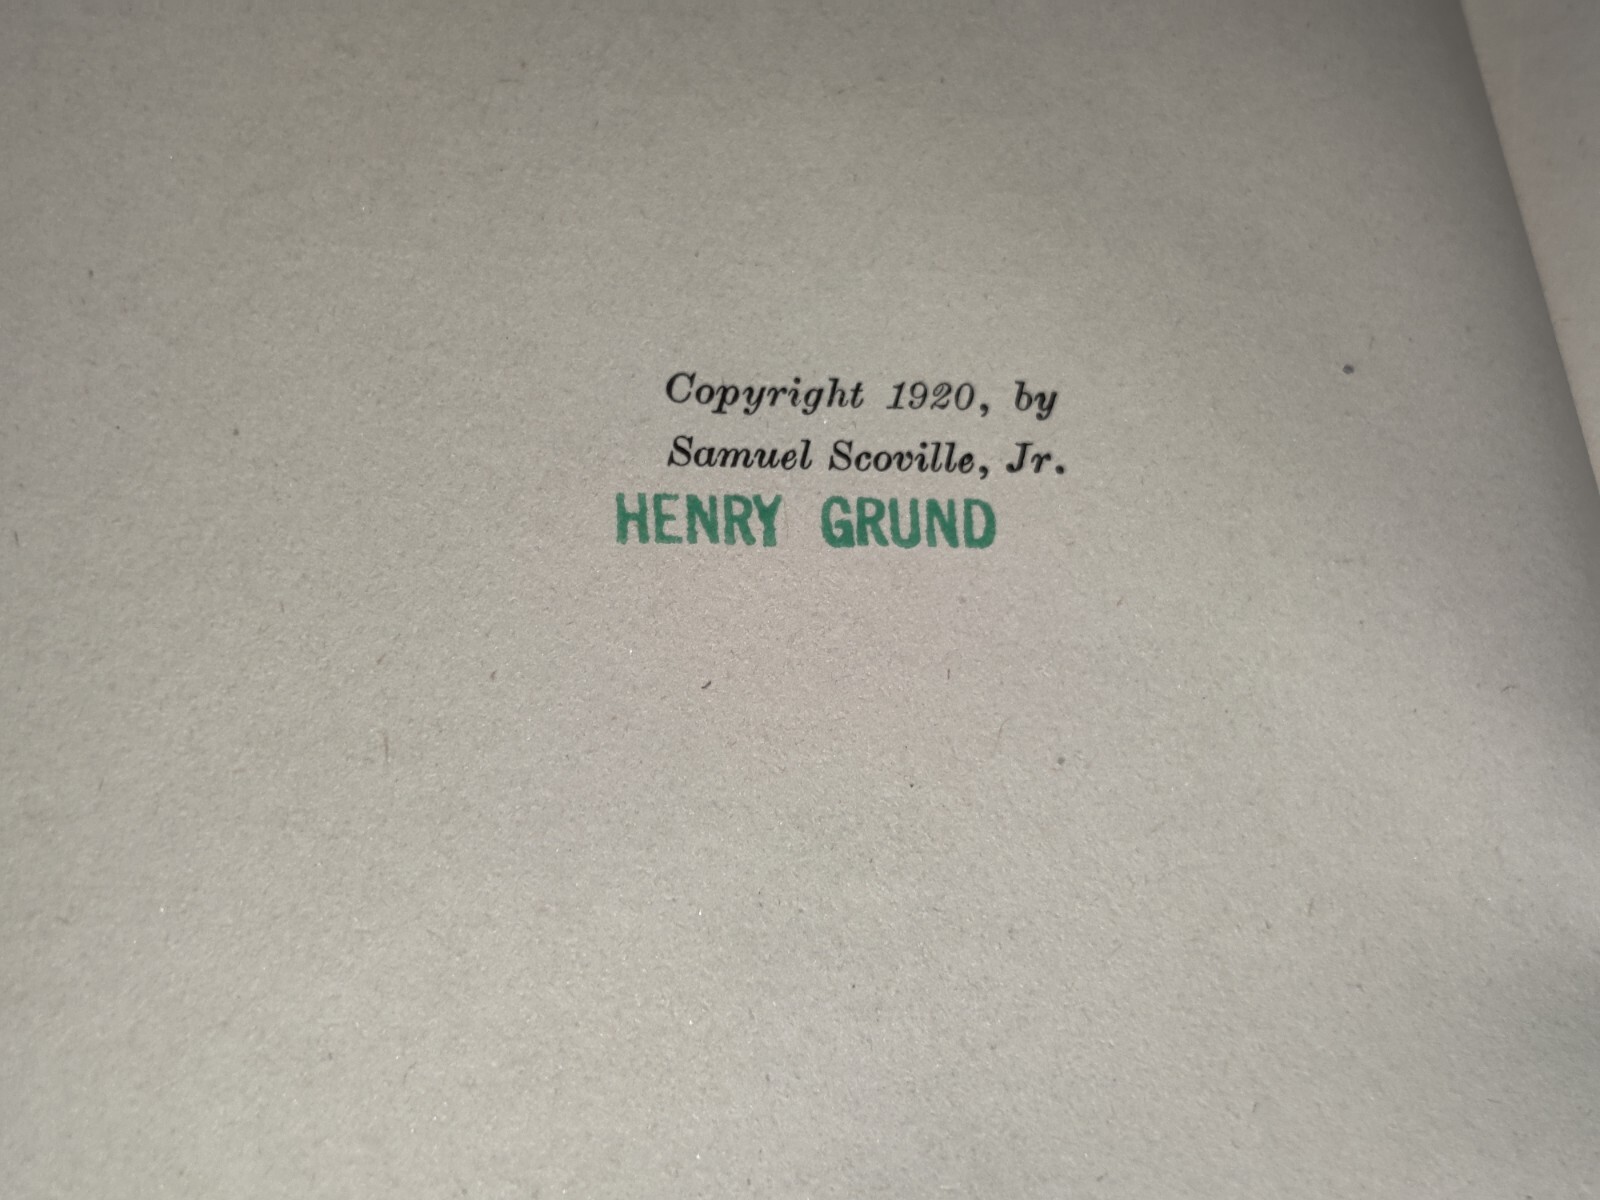 Copyright 1920, by
Samuel Scoville, Jr.
HENRY GRUND